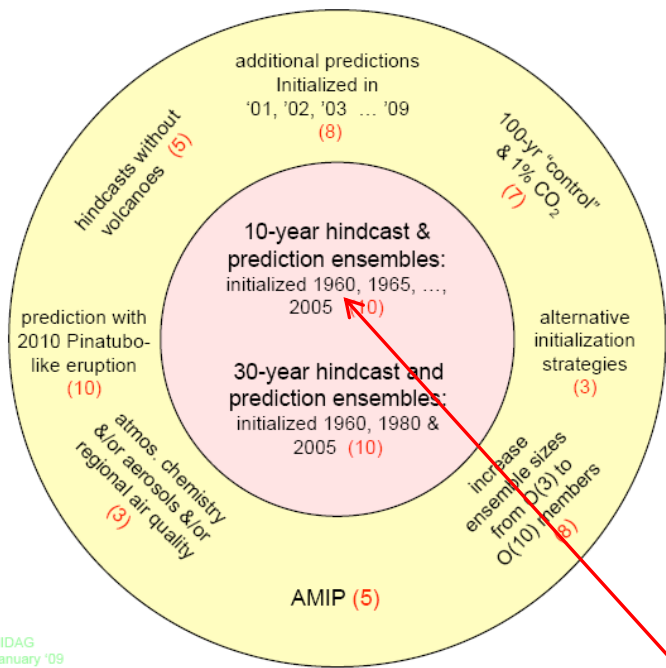 additional predictions
Initialized in
'01, '02, '03 ... '09
(8)
hindcasts without
volcanoes (5)
100-yr "control"
& 1% CO₂
(7)
10-year hindcast &
prediction ensembles:
initialized 1960, 1965, ...,
2005 (10)
prediction with
2010 Pinatubo-
like eruption
(10)
alternative
initialization
strategies
(3)
30-year hindcast and
prediction ensembles:
initialized 1960, 1980 &
2005 (10)
atmos. chemistry
&/or aerosols &/or
regional air quality
(3)
increase
ensemble sizes
from O(3) to
O(10) members
(8)
AMIP (5)
IDAG
anuary '09